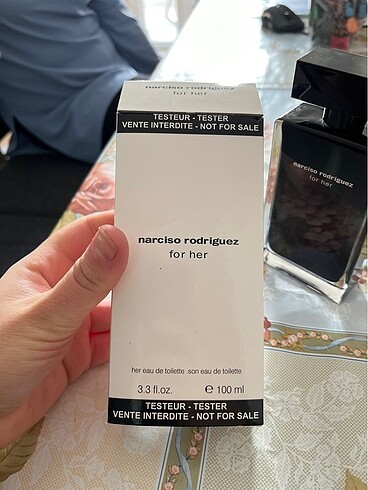 narciso rodriguez
for her
TESTEUR - TESTER
VENTE INTERDITE - NOT FOR SALE
narciso rodriguez
for her
her eau de toilette .son eau de toilette
3.3 fl.oz. ℮ 100 ml
TESTEUR - TESTER
VENTE INTERDITE - NOT FOR SALE
narciso rodriguez
for her